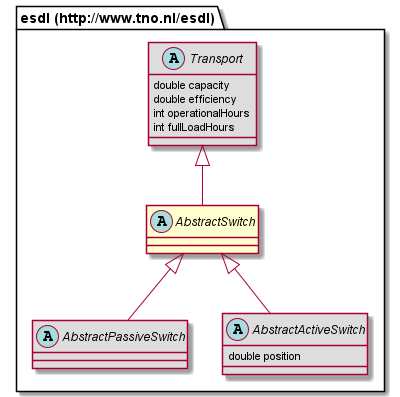 esdl (http://www.tno.nl/esdl)
A Transport
double capacity
double efficiency
int operationalHours
int fullLoadHours
A AbstractSwitch
A AbstractPassiveSwitch
A AbstractActiveSwitch
double position